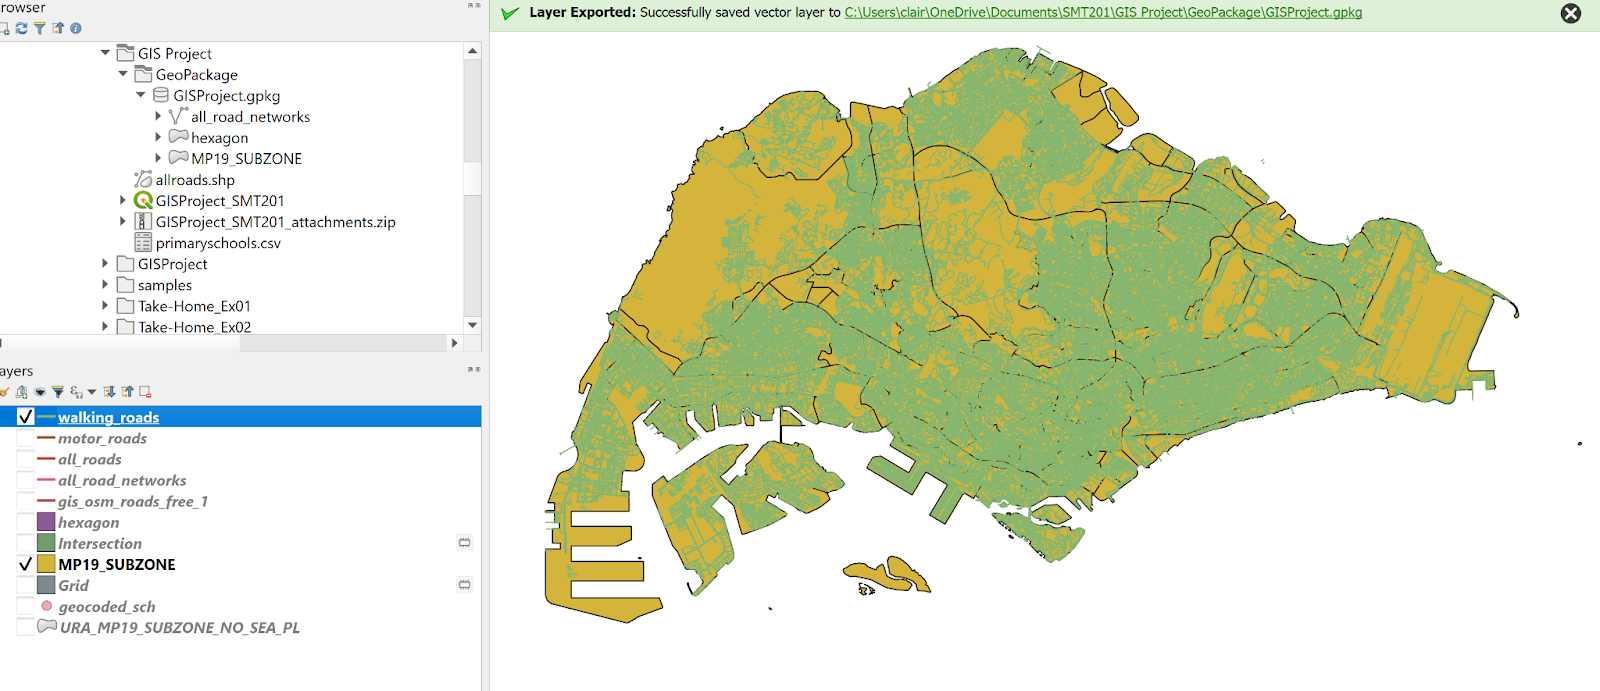 rowser
Layer Exported: Successfully saved vector layer to C:\Users\clair\OneDrive\Documents\SMT201\GIS Project\GeoPackage\GISProject.gpkg
GIS Project
GeoPackage
GISProject.gpkg
all_road_networks
hexagon
MP19_SUBZONE
allroads.shp
GISProject_SMT201
GISProject_SMT201_attachments.zip
primaryschools.csv
GISProject
samples
Take-Home_Ex01
Take-Home_Ex02
ayers
walking_roads
motor_roads
all_roads
all_road_networks
gis_osm_roads_free_1
hexagon
Intersection
MP19_SUBZONE
Grid
geocoded_sch
URA_MP19_SUBZONE_NO_SEA_PL